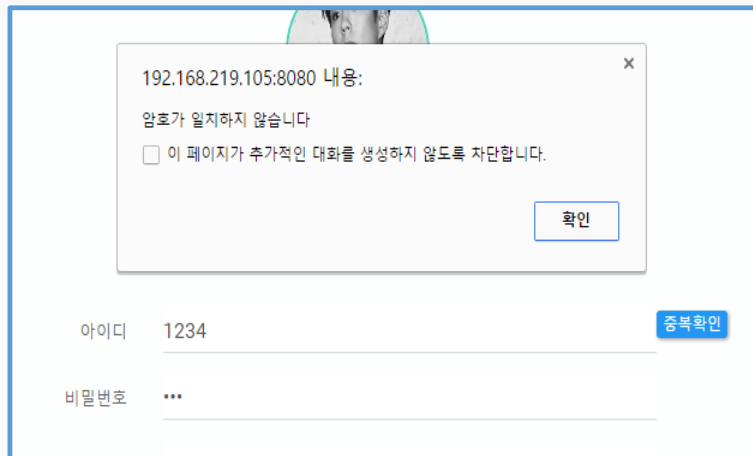 192.168.219.105:8080 내용:
암호가 일치하지 않습니다
이 페이지가 추가적인 대화를 생성하지 않도록 차단합니다.
확인
아이디 1234 중복확인
비밀번호 •••